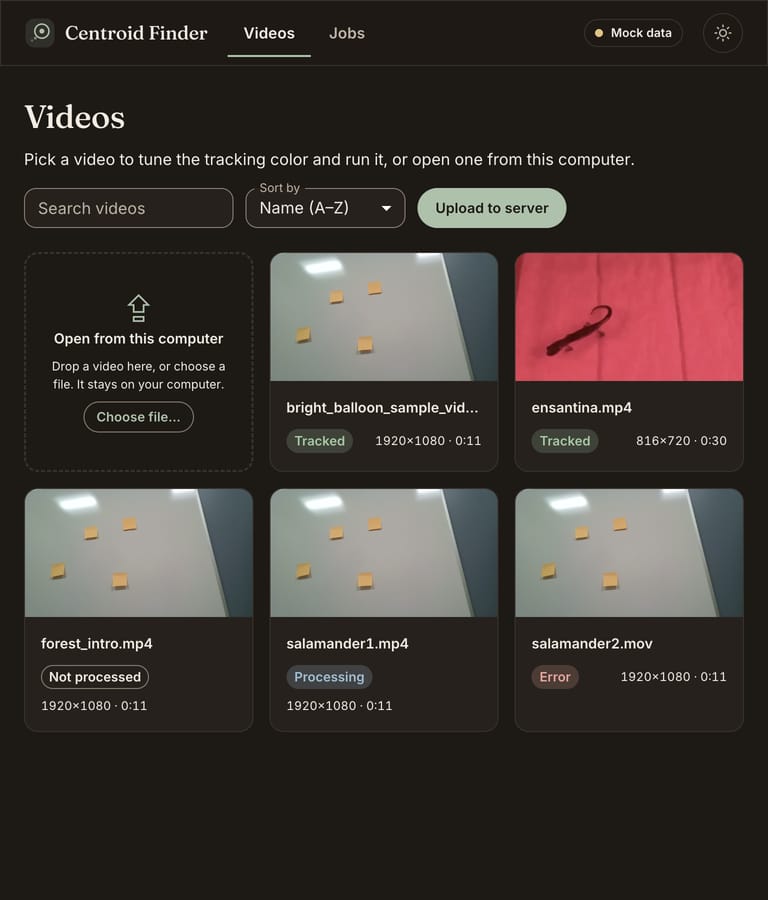 Centroid Finder
Videos
Jobs
Mock data
Videos
Pick a video to tune the tracking color and run it, or open one from this computer.
Search videos
Sort by
Name (A–Z)
Upload to server
Open from this computer
Drop a video here, or choose a
file. It stays on your computer.
Choose file…
bright_balloon_sample_vid…
Tracked
1920×1080 · 0:11
ensantina.mp4
Tracked
816×720 · 0:30
forest_intro.mp4
Not processed
1920×1080 · 0:11
salamander1.mp4
Processing
1920×1080 · 0:11
salamander2.mov
Error
1920×1080 · 0:11